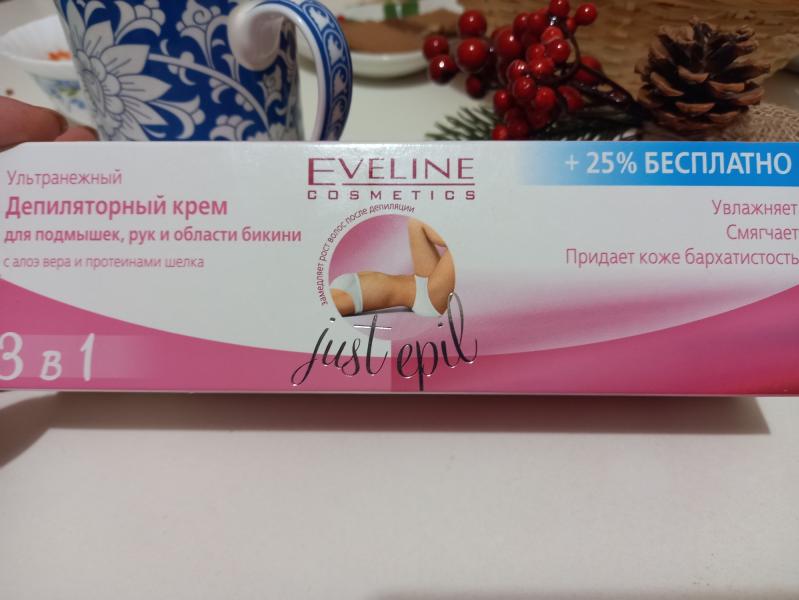 Ультранежный
Депиляторный крем
для подмышек, рук и области бикини
с алоэ вера и протеинами шелка
3 в 1
EVELINE
COSMETICS
замедляет рост волос после депиляции
just epil
+ 25% БЕСПЛАТНО
Увлажняет
Смягчает
Придает коже бархатистость